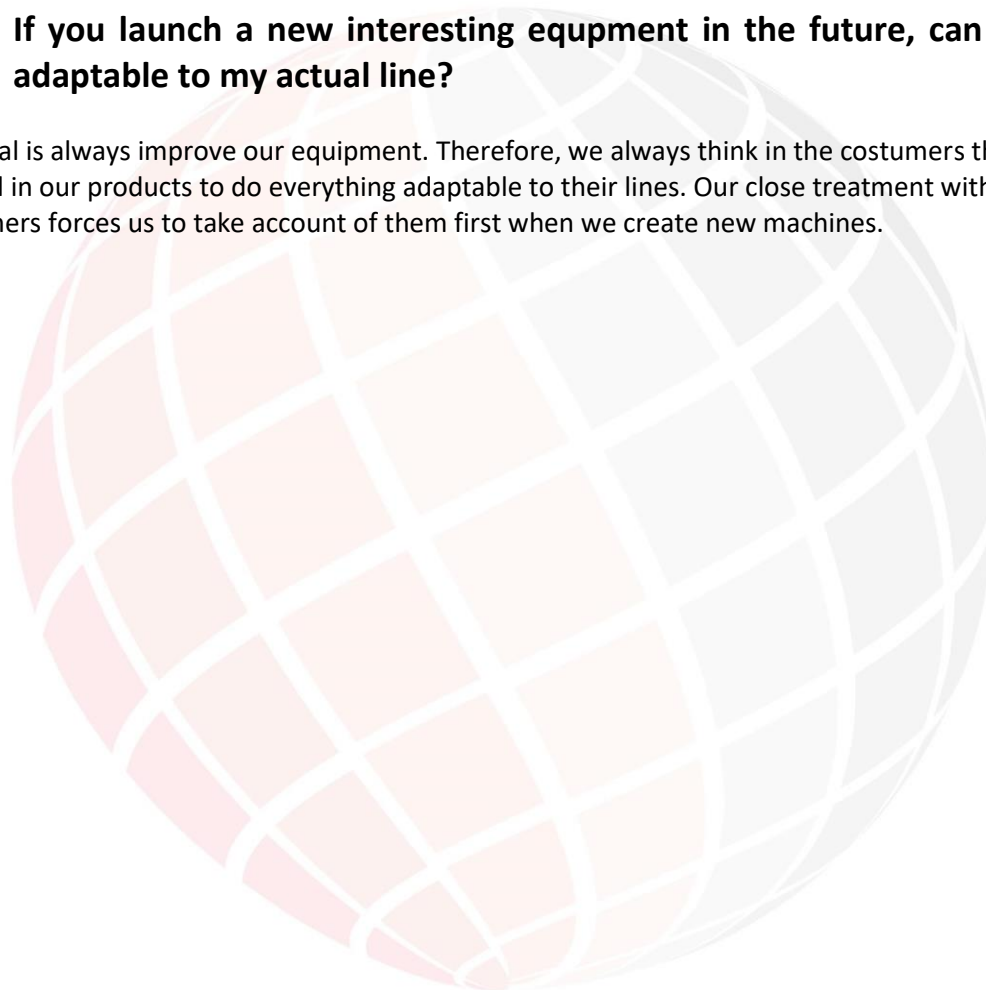 If you launch a new interesting equpment in the future, can
adaptable to my actual line?
al is always improve our equipment. Therefore, we always think in the costumers th
in our products to do everything adaptable to their lines. Our close treatment with
ners forces us to take account of them first when we create new machines.